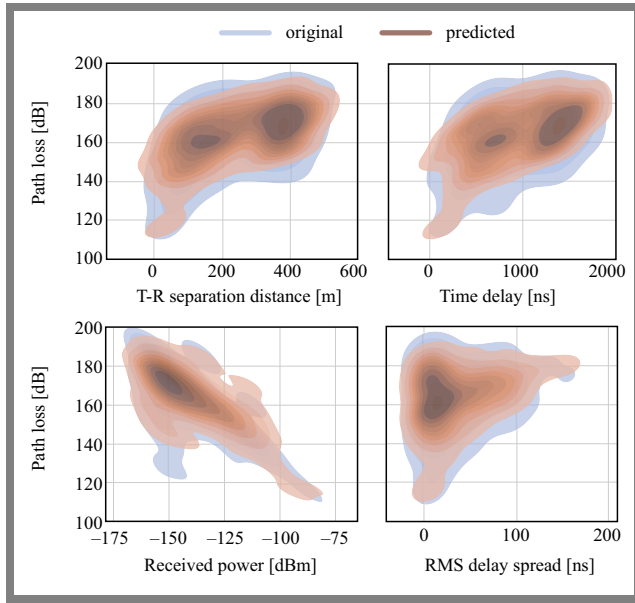 original predicted
200
180
160
140
120
100
Path loss [dB]
0 200 400 600
T-R separation distance [m]
0 1000 2000
Time delay [ns]
200
180
160
140
120
100
Path loss [dB]
–175 –150 –125 –100 –75
Received power [dBm]
0 100 200
RMS delay spread [ns]